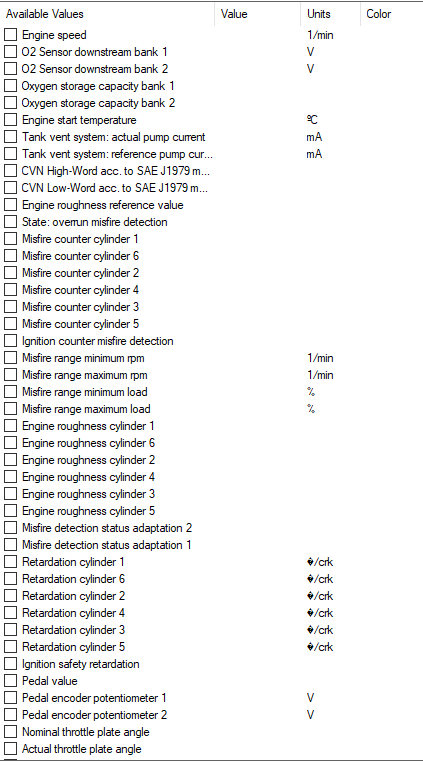 Available Values Value Units Color
Engine speed 1/min
O2 Sensor downstream bank 1 V
O2 Sensor downstream bank 2 V
Oxygen storage capacity bank 1
Oxygen storage capacity bank 2
Engine start temperature ºC
Tank vent system: actual pump current mA
Tank vent system: reference pump cur... mA
CVN High-Word acc. to SAE J1979 m...
CVN Low-Word acc. to SAE J1979 m...
Engine roughness reference value
State: overrun misfire detection
Misfire counter cylinder 1
Misfire counter cylinder 6
Misfire counter cylinder 2
Misfire counter cylinder 4
Misfire counter cylinder 3
Misfire counter cylinder 5
Ignition counter misfire detection
Misfire range minimum rpm 1/min
Misfire range maximum rpm 1/min
Misfire range minimum load %
Misfire range maximum load %
Engine roughness cylinder 1
Engine roughness cylinder 6
Engine roughness cylinder 2
Engine roughness cylinder 4
Engine roughness cylinder 3
Engine roughness cylinder 5
Misfire detection status adaptation 2
Misfire detection status adaptation 1
Retardation cylinder 1 �/crk
Retardation cylinder 6 �/crk
Retardation cylinder 2 �/crk
Retardation cylinder 4 �/crk
Retardation cylinder 3 �/crk
Retardation cylinder 5 �/crk
Ignition safety retardation
Pedal value
Pedal encoder potentiometer 1 V
Pedal encoder potentiometer 2 V
Nominal throttle plate angle
Actual throttle plate angle